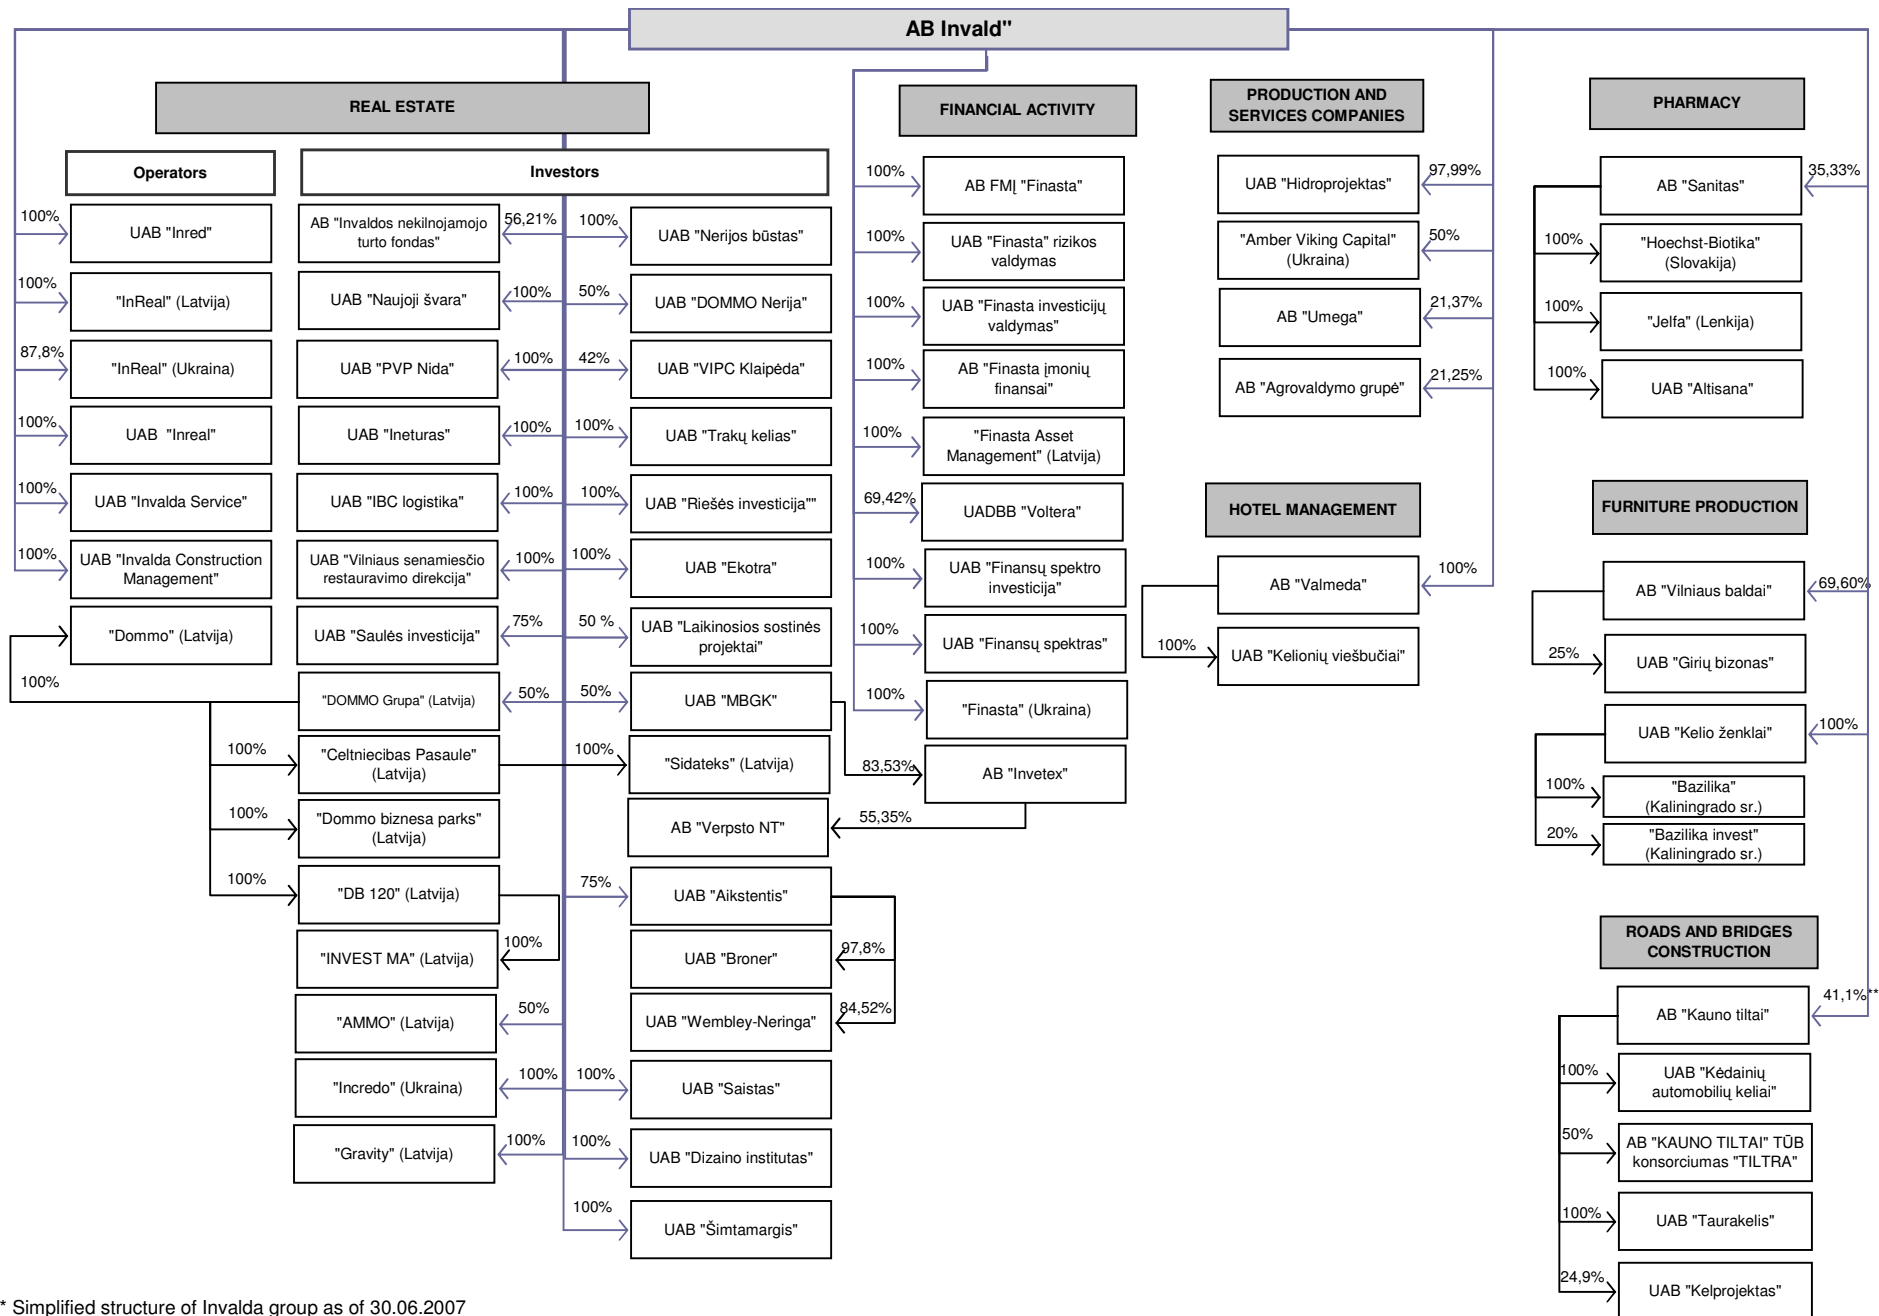 AB Invald"
REAL ESTATE
Operators
Investors
100%
UAB "Inred"
100%
"InReal" (Latvija)
87,8%
"InReal" (Ukraina)
100%
UAB "Inreal"
100%
UAB "Invalda Service"
100%
UAB "Invalda Construction
Management"
"Dommo" (Latvija)
100%
AB "Invaldos nekilnojamojo
turto fondas"
56,21%
UAB "Naujoji švara"
100%
UAB "PVP Nida"
100%
UAB "Ineturas"
100%
UAB "IBC logistika"
100%
UAB "Vilniaus senamiesčio
restauravimo direkcija"
100%
UAB "Saulės investicija"
75%
"DOMMO Grupa" (Latvija)
50%
100%
"Celtniecibas Pasaule"
(Latvija)
100%
"Dommo biznesa parks"
(Latvija)
100%
"DB 120" (Latvija)
"INVEST MA" (Latvija)
100%
"AMMO" (Latvija)
50%
"Incredo" (Ukraina)
100%
"Gravity" (Latvija)
100%
100%
UAB "Nerijos būstas"
50%
UAB "DOMMO Nerija"
42%
UAB "VIPC Klaipėda"
100%
UAB "Trakų kelias"
100%
UAB "Riešės investicija""
100%
UAB "Ekotra"
50 %
UAB "Laikinosios sostinės
projektai"
50%
UAB "MBGK"
100%
"Sidateks" (Latvija)
AB "Verpsto NT"
55,35%
75%
UAB "Aikstentis"
UAB "Broner"
97,8%
UAB "Wembley-Neringa"
84,52%
100%
UAB "Saistas"
100%
UAB "Dizaino institutas"
100%
UAB "Šimtamargis"
FINANCIAL ACTIVITY
100%
AB FMĮ "Finasta"
100%
UAB "Finasta" rizikos
valdymas
100%
UAB "Finasta investicijų
valdymas"
100%
AB "Finasta įmonių
finansai"
100%
"Finasta Asset
Management" (Latvija)
69,42%
UADBB "Voltera"
100%
UAB "Finansų spektro
investicija"
100%
UAB "Finansų spektras"
100%
"Finasta" (Ukraina)
83,53%
AB "Invetex"
PRODUCTION AND
SERVICES COMPANIES
UAB "Hidroprojektas"
97,99%
"Amber Viking Capital"
(Ukraina)
50%
AB "Umega"
21,37%
AB "Agrovaldymo grupė"
21,25%
HOTEL MANAGEMENT
AB "Valmeda"
100%
100%
UAB "Kelionių viešbučiai"
PHARMACY
AB "Sanitas"
35,33%
100%
"Hoechst-Biotika"
(Slovakija)
100%
"Jelfa" (Lenkija)
100%
UAB "Altisana"
FURNITURE PRODUCTION
AB "Vilniaus baldai"
69,60%
25%
UAB "Girių bizonas"
UAB "Kelio ženklai"
100%
100%
"Bazilika"
(Kaliningrado sr.)
20%
"Bazilika invest"
(Kaliningrado sr.)
ROADS AND BRIDGES
CONSTRUCTION
AB "Kauno tiltai"
41,1%**
100%
UAB "Kėdainių
automobilių keliai"
50%
AB "KAUNO TILTAI" TŪB
konsorciumas "TILTRA"
100%
UAB "Taurakelis"
24,9%
UAB "Kelprojektas"
* Simplified structure of Invalda group as of 30.06.2007